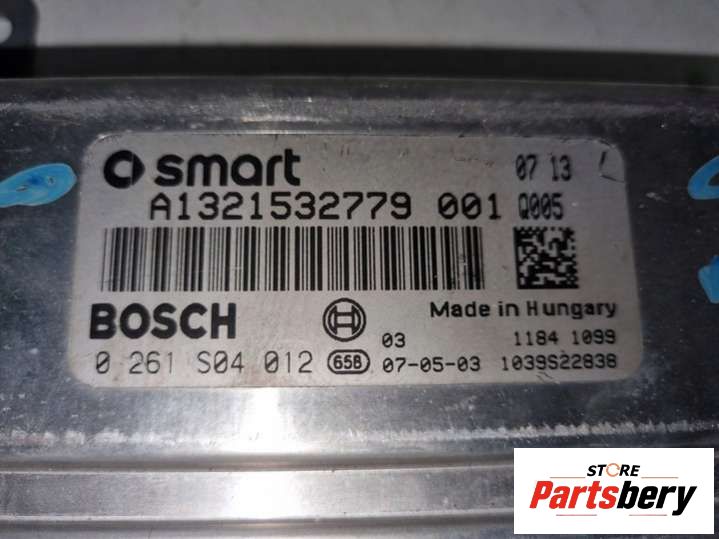 smart 07 13
A1321532779 001 Q005
BOSCH Made in Hungary
03 1184 1099
0 261 S04 012 658 07-05-03 1039S22838
STORE
Partsbery